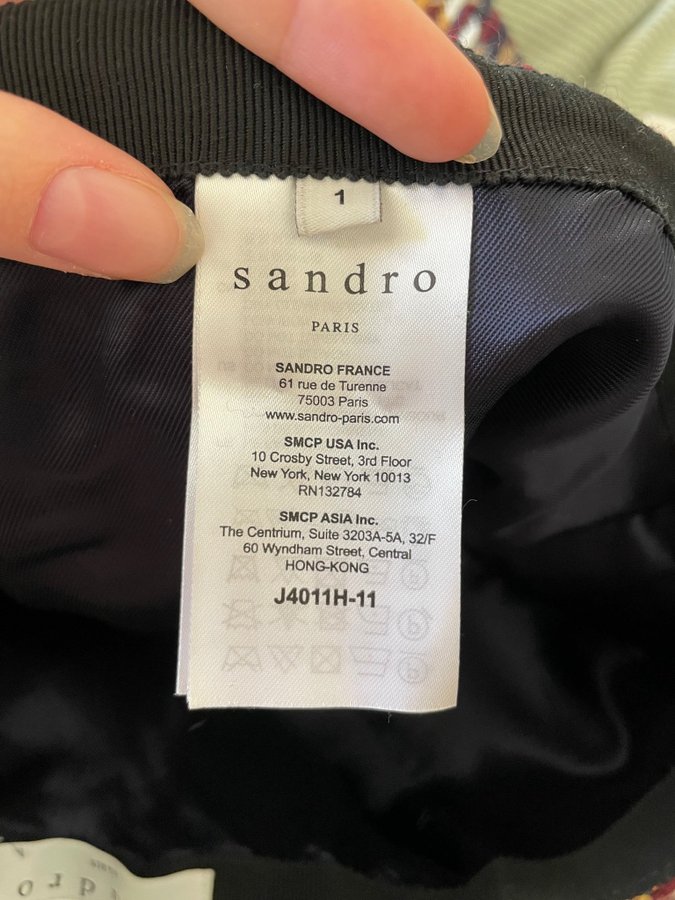 1
sandro
PARIS
SANDRO FRANCE
61 rue de Turenne
75003 Paris
www.sandro-paris.com
SMCP USA Inc.
10 Crosby Street, 3rd Floor
New York, New York 10013
RN132784
SMCP ASIA Inc.
The Centrium, Suite 3203A-5A, 32/F
60 Wyndham Street, Central
HONG-KONG
J4011H-11